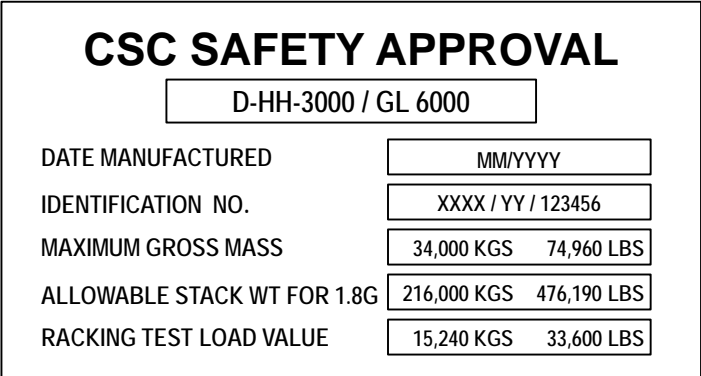 CSC SAFETY APPROVAL
D-HH-3000 / GL 6000
DATE MANUFACTURED MM/YYYY
IDENTIFICATION NO. XXXX / YY / 123456
MAXIMUM GROSS MASS 34,000 KGS 74,960 LBS
ALLOWABLE STACK WT FOR 1.8G 216,000 KGS 476,190 LBS
RACKING TEST LOAD VALUE 15,240 KGS 33,600 LBS